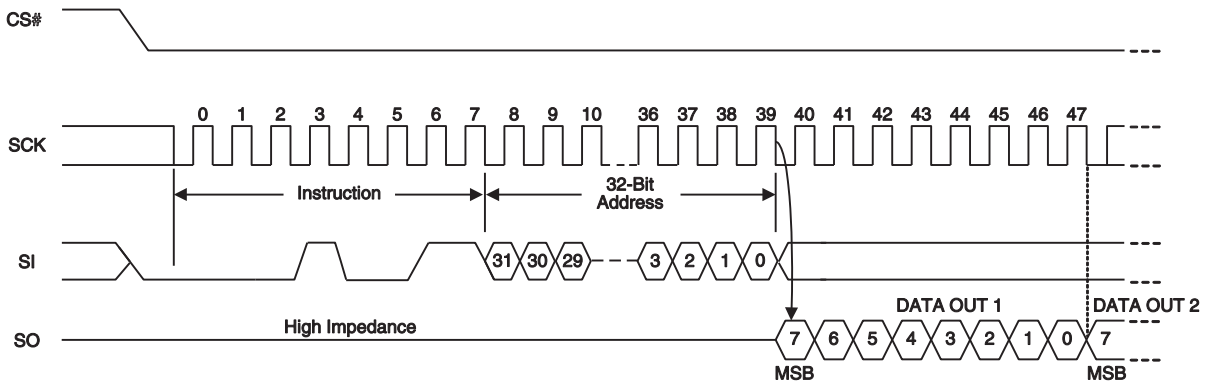 CS#
0 1 2 3 4 5 6 7 8 9 10 36 37 38 39 40 41 42 43 44 45 46 47
SCK
Instruction
32-Bit
Address
SI
31 30 29 3 2 1 0
DATA OUT 1
DATA OUT 2
High Impedance
SO
7 6 5 4 3 2 1 0 7
MSB
MSB